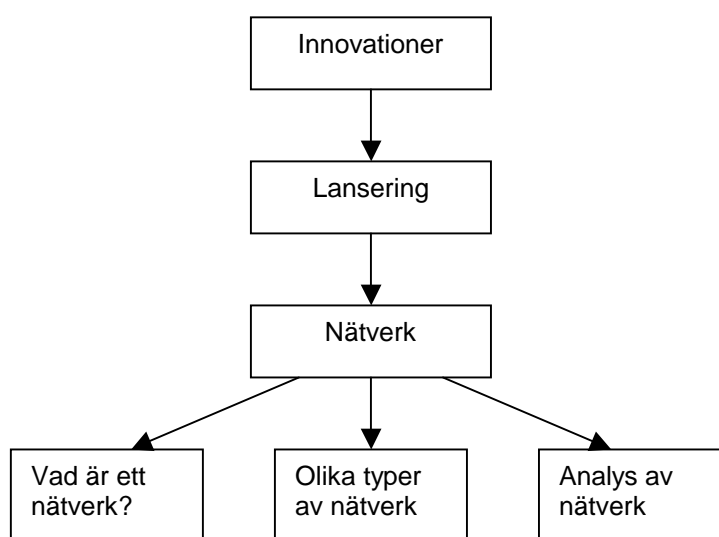 Innovationer
Lansering
Nätverk
Vad är ett
nätverk?
Olika typer
av nätverk
Analys av
nätverk